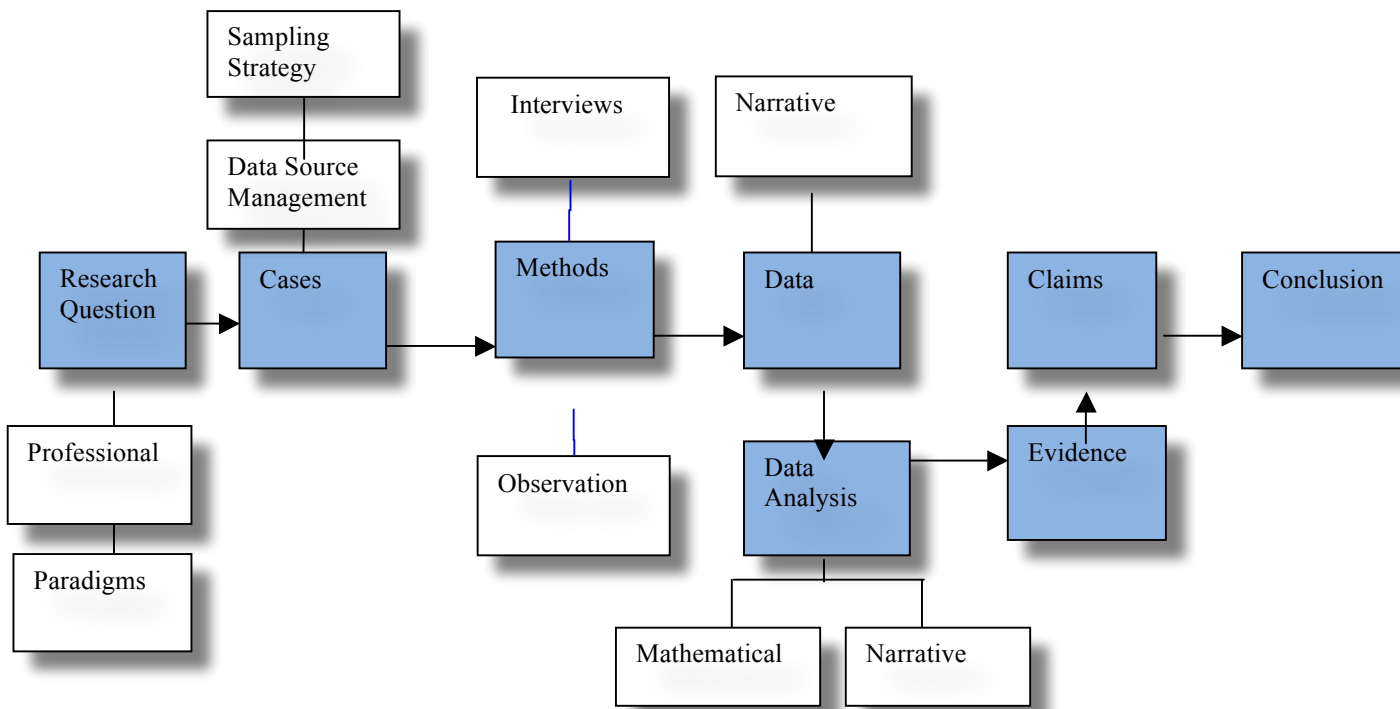 Sampling
Strategy
Interviews
Narrative
Data Source
Management
Research
Question
Cases
Methods
Data
Claims
Conclusion
Professional
Observation
Data
Analysis
Evidence
Paradigms
Mathematical
Narrative